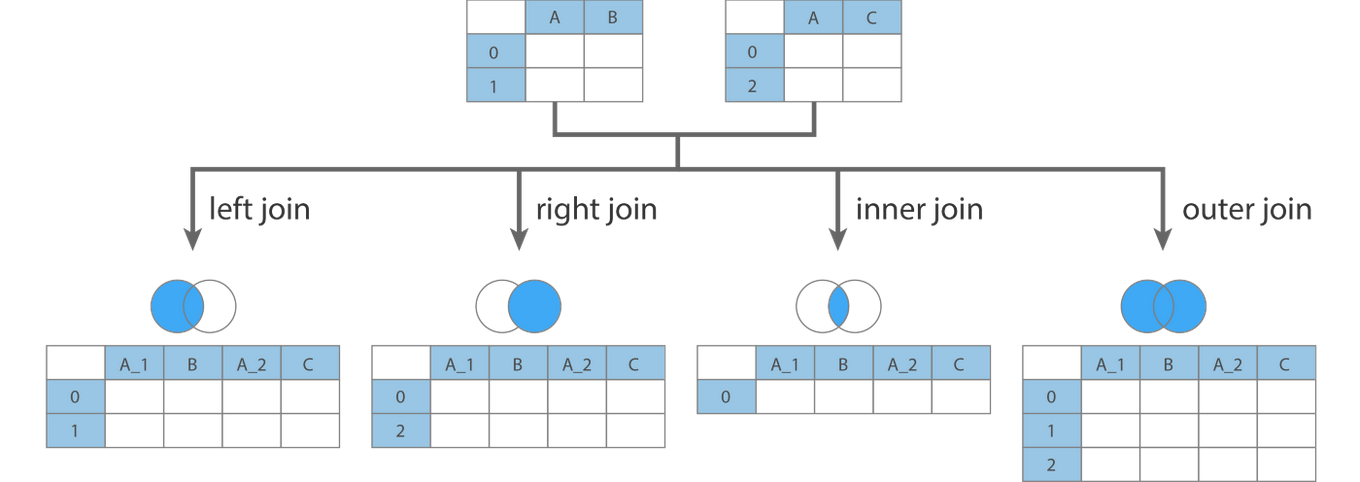 A B
0
1
A C
0
2
left join
right join
inner join
outer join
A_1 B A_2 C
0
1
A_1 B A_2 C
0
2
A_1 B A_2 C
0
A_1 B A_2 C
0
1
2